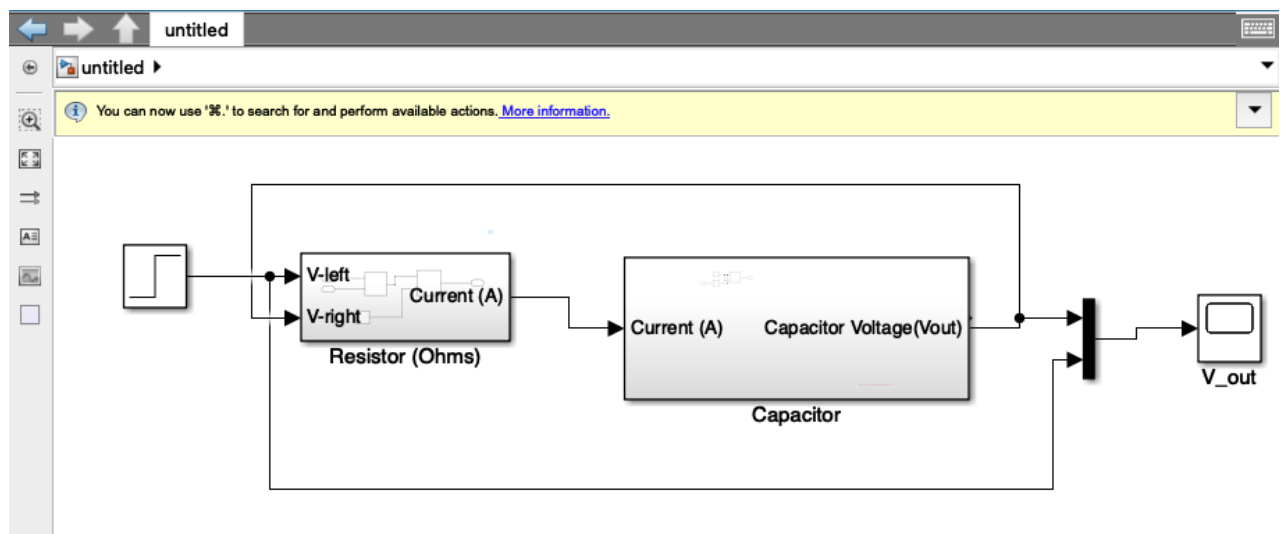 untitled
untitled
You can now use '⌘.' to search for and perform available actions. More information.
V-left
Current (A)
V-right
Resistor (Ohms)
Current (A)
Capacitor Voltage(Vout)
Capacitor
V_out